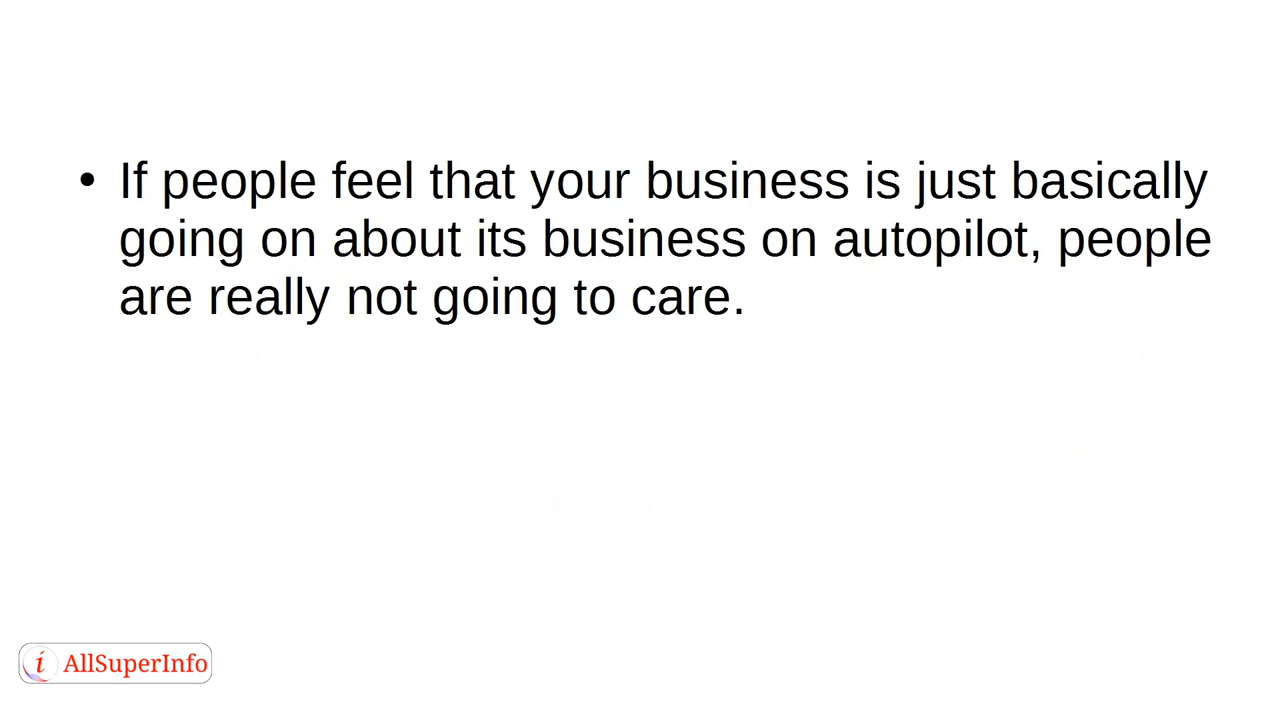 • If people feel that your business is just basically
going on about its business on autopilot, people
are really not going to care.
i AllSuperInfo